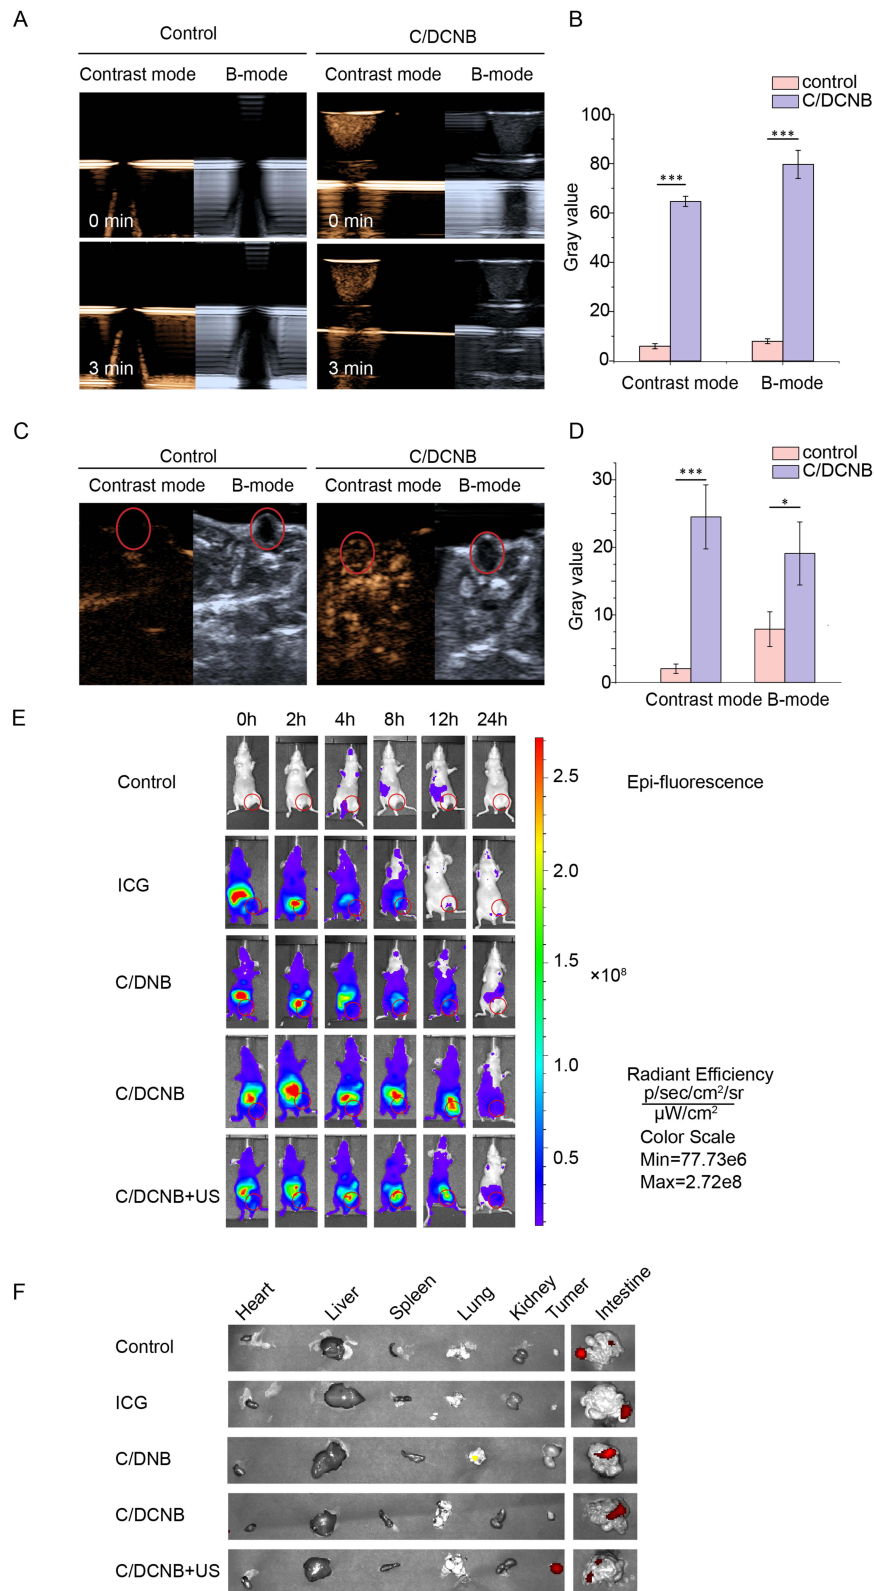 A
Control
C/DCNB
Contrast mode
B-mode
Contrast mode
B-mode
0 min
0 min
3 min
3 min
B
control
C/DCNB
100
80
60
40
20
0
Gray value
***
***
Contrast mode
B-mode
C
Control
C/DCNB
Contrast mode
B-mode
Contrast mode
B-mode
D
control
C/DCNB
30
20
10
0
Gray value
***
*
Contrast mode B-mode
E
0h
2h
4h
8h
12h
24h
Control
ICG
C/DNB
C/DCNB
C/DCNB+US
2.5
2.0
1.5
1.0
0.5
×10⁸
Epi-fluorescence
Radiant Efficiency
p/sec/cm²/sr
µW/cm²
Color Scale
Min=77.73e6
Max=2.72e8
F
Heart
Liver
Spleen
Lung
Kidney
Tumer
Intestine
Control
ICG
C/DNB
C/DCNB
C/DCNB+US